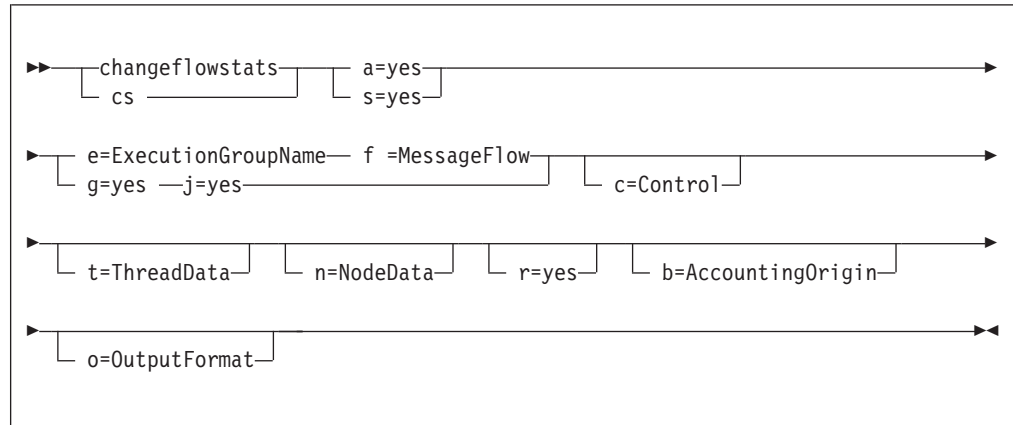 changeflowstats a=yes
cs s=yes
e=ExecutionGroupName f =MessageFlow
g=yes j=yes c=Control
t=ThreadData n=NodeData r=yes b=AccountingOrigin
o=OutputFormat